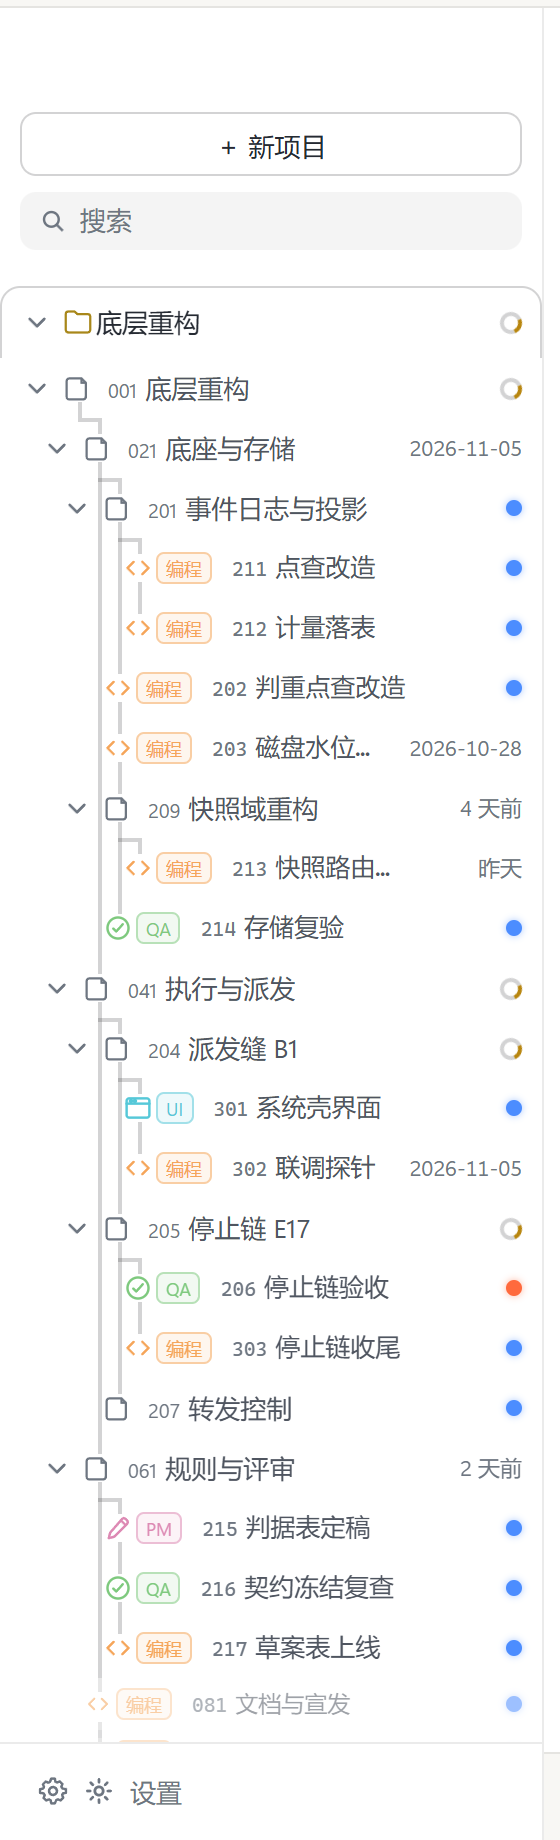 + 新项目
搜索
底层重构
001 底层重构
021 底座与存储 2026-11-05
201 事件日志与投影
编程 211 点查改造
编程 212 计量落表
编程 202 判重点查改造
编程 203 磁盘水位... 2026-10-28
209 快照域重构 4 天前
编程 213 快照路由... 昨天
QA 214 存储复验
041 执行与派发
204 派发缝 B1
UI 301 系统壳界面
编程 302 联调探针 2026-11-05
205 停止链 E17
QA 206 停止链验收
编程 303 停止链收尾
207 转发控制
061 规则与评审 2 天前
PM 215 判据表定稿
QA 216 契约冻结复查
编程 217 草案表上线
编程 081 文档与宣发
设置